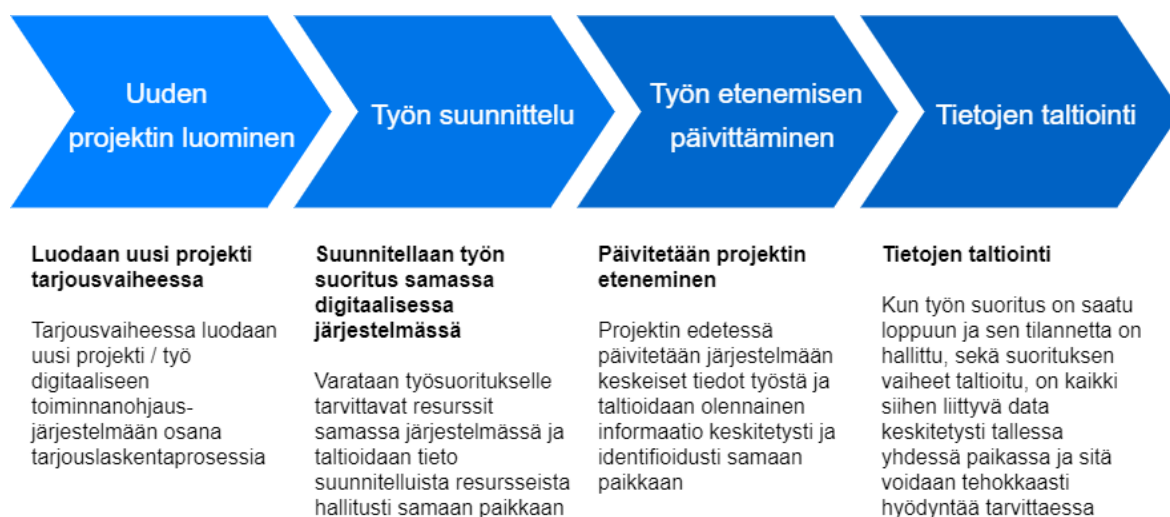 Uuden
projektin luominen
Työn suunnittelu
Työn etenemisen
päivittäminen
Tietojen taltiointi
Luodaan uusi projekti
tarjousvaiheessa
Tarjousvaiheessa luodaan
uusi projekti / työ
digitaaliseen
toiminnanohjaus-
järjestelmään osana
tarjouslaskentaprosessia
Suunnitellaan työn
suoritus samassa
digitaalisessa
järjestelmässä
Varataan työsuoritukselle
tarvittavat resurssit
samassa järjestelmässä ja
taltioidaan tieto
suunnitelluista resursseista
hallitusti samaan paikkaan
Päivitetään projektin
eteneminen
Projektin edetessä
päivitetään järjestelmään
keskeiset tiedot työstä ja
taltioidaan olennainen
informaatio keskitetysti ja
identifioidusti samaan
paikkaan
Tietojen taltiointi
Kun työn suoritus on saatu
loppuun ja sen tilannetta on
hallittu, sekä suorituksen
vaiheet taltioitu, on kaikki
siihen liittyvä data
keskitetysti tallessa
yhdessä paikassa ja sitä
voidaan tehokkaasti
hyödyntää tarvittaessa